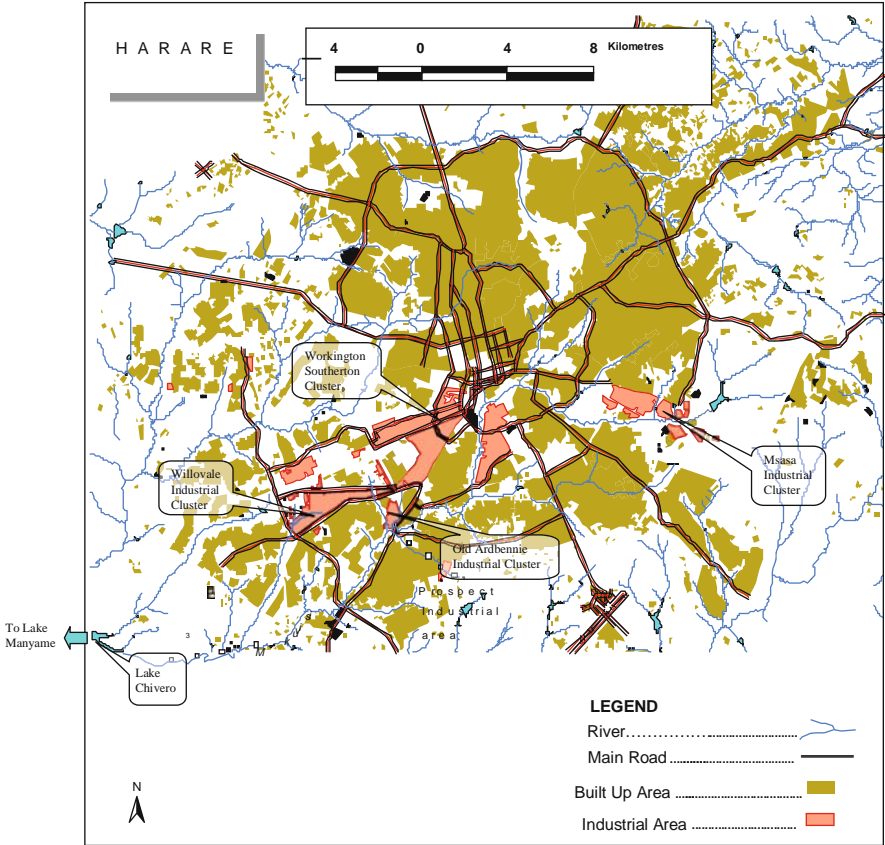 H A R A R E
4 0 4 8 Kilometres
Workington
Southerton
Cluster
Willovale
Industrial
Cluster
Msasa
Industrial
Cluster
Old Ardbennie
Industrial Cluster
Prospect
Industrial
area
To Lake
Manyame
Lake
Chivero
3
M
LEGEND
River
Main Road
Built Up Area
Industrial Area
N